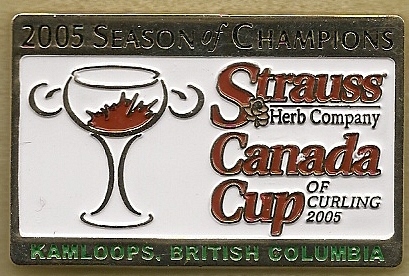 2005 SEASON of CHAMPIONS
Strauss
Herb Company
Canada
Cup
OF
CURLING
2005
KAMLOOPS, BRITISH COLUMBIA